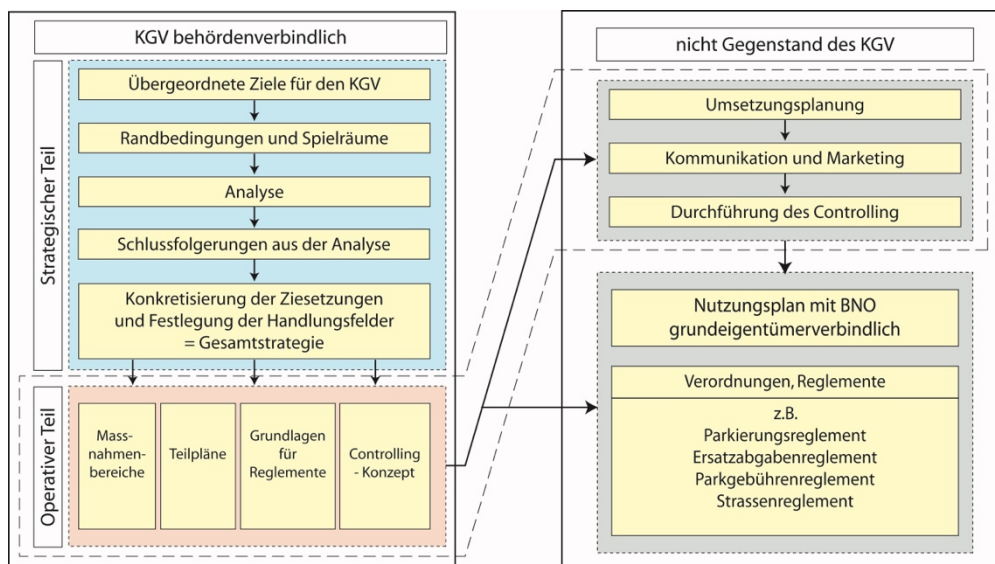 KGV behördenverbindlich
Strategischer Teil
Übergeordnete Ziele für den KGV
Randbedingungen und Spielräume
Analyse
Schlussfolgerungen aus der Analyse
Konkretisierung der Ziesetzungen
und Festlegung der Handlungsfelder
= Gesamtstrategie
Operativer Teil
Mass-
nahmen-
bereiche
Teilpläne
Grundlagen
für
Reglemente
Controlling
- Konzept
nicht Gegenstand des KGV
Umsetzungsplanung
Kommunikation und Marketing
Durchführung des Controlling
Nutzungsplan mit BNO
grundeigentümerverbindlich
Verordnungen, Reglemente
z.B.
Parkierungsreglement
Ersatzabgabenreglement
Parkgebührenreglement
Strassenreglement